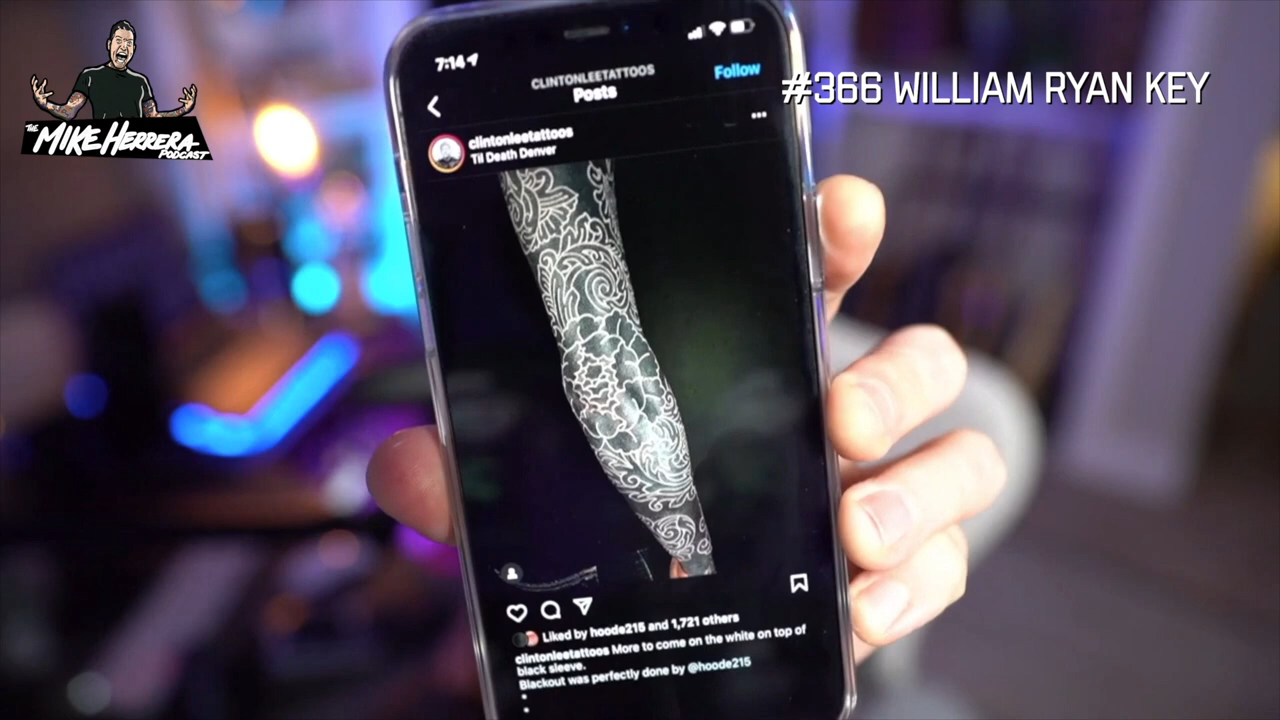 THE
MIKE HERRERA
PODCAST
#366 WILLIAM RYAN KEY
7:14
CLINTONLEETATTOOS
Posts
Follow
clintonleetattoos
Til Death Denver
Liked by hoode215 and 1,721 others
clintonleetattoos More to come on the white on top of
black sleeve.
Blackout was perfectly done by @hoode215